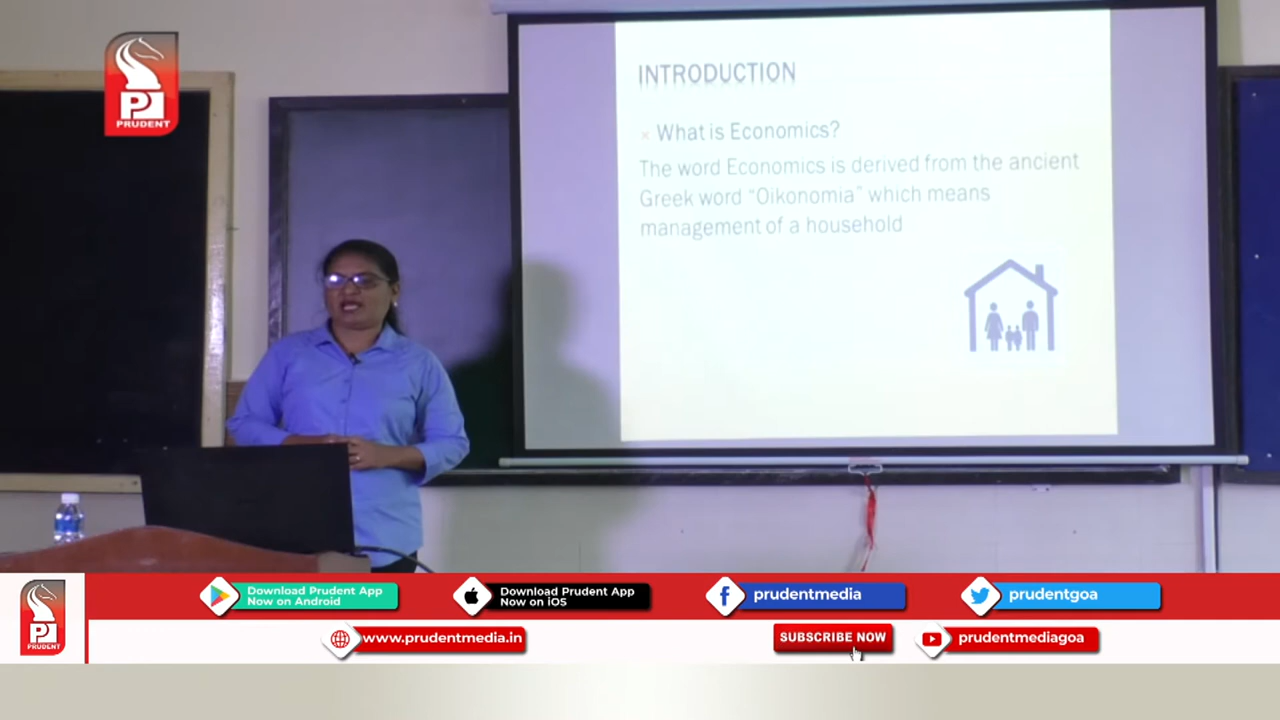 PRUDENT
INTRODUCTION
What is Economics?
The word Economics is derived from the ancient
Greek word “Oikonomia” which means
management of a household
PRUDENT
Download Prudent App
Now on Android
Download Prudent App
Now on iOS
prudentmedia
prudentgoa
www.prudentmedia.in
SUBSCRIBE NOW
prudentmediagoa